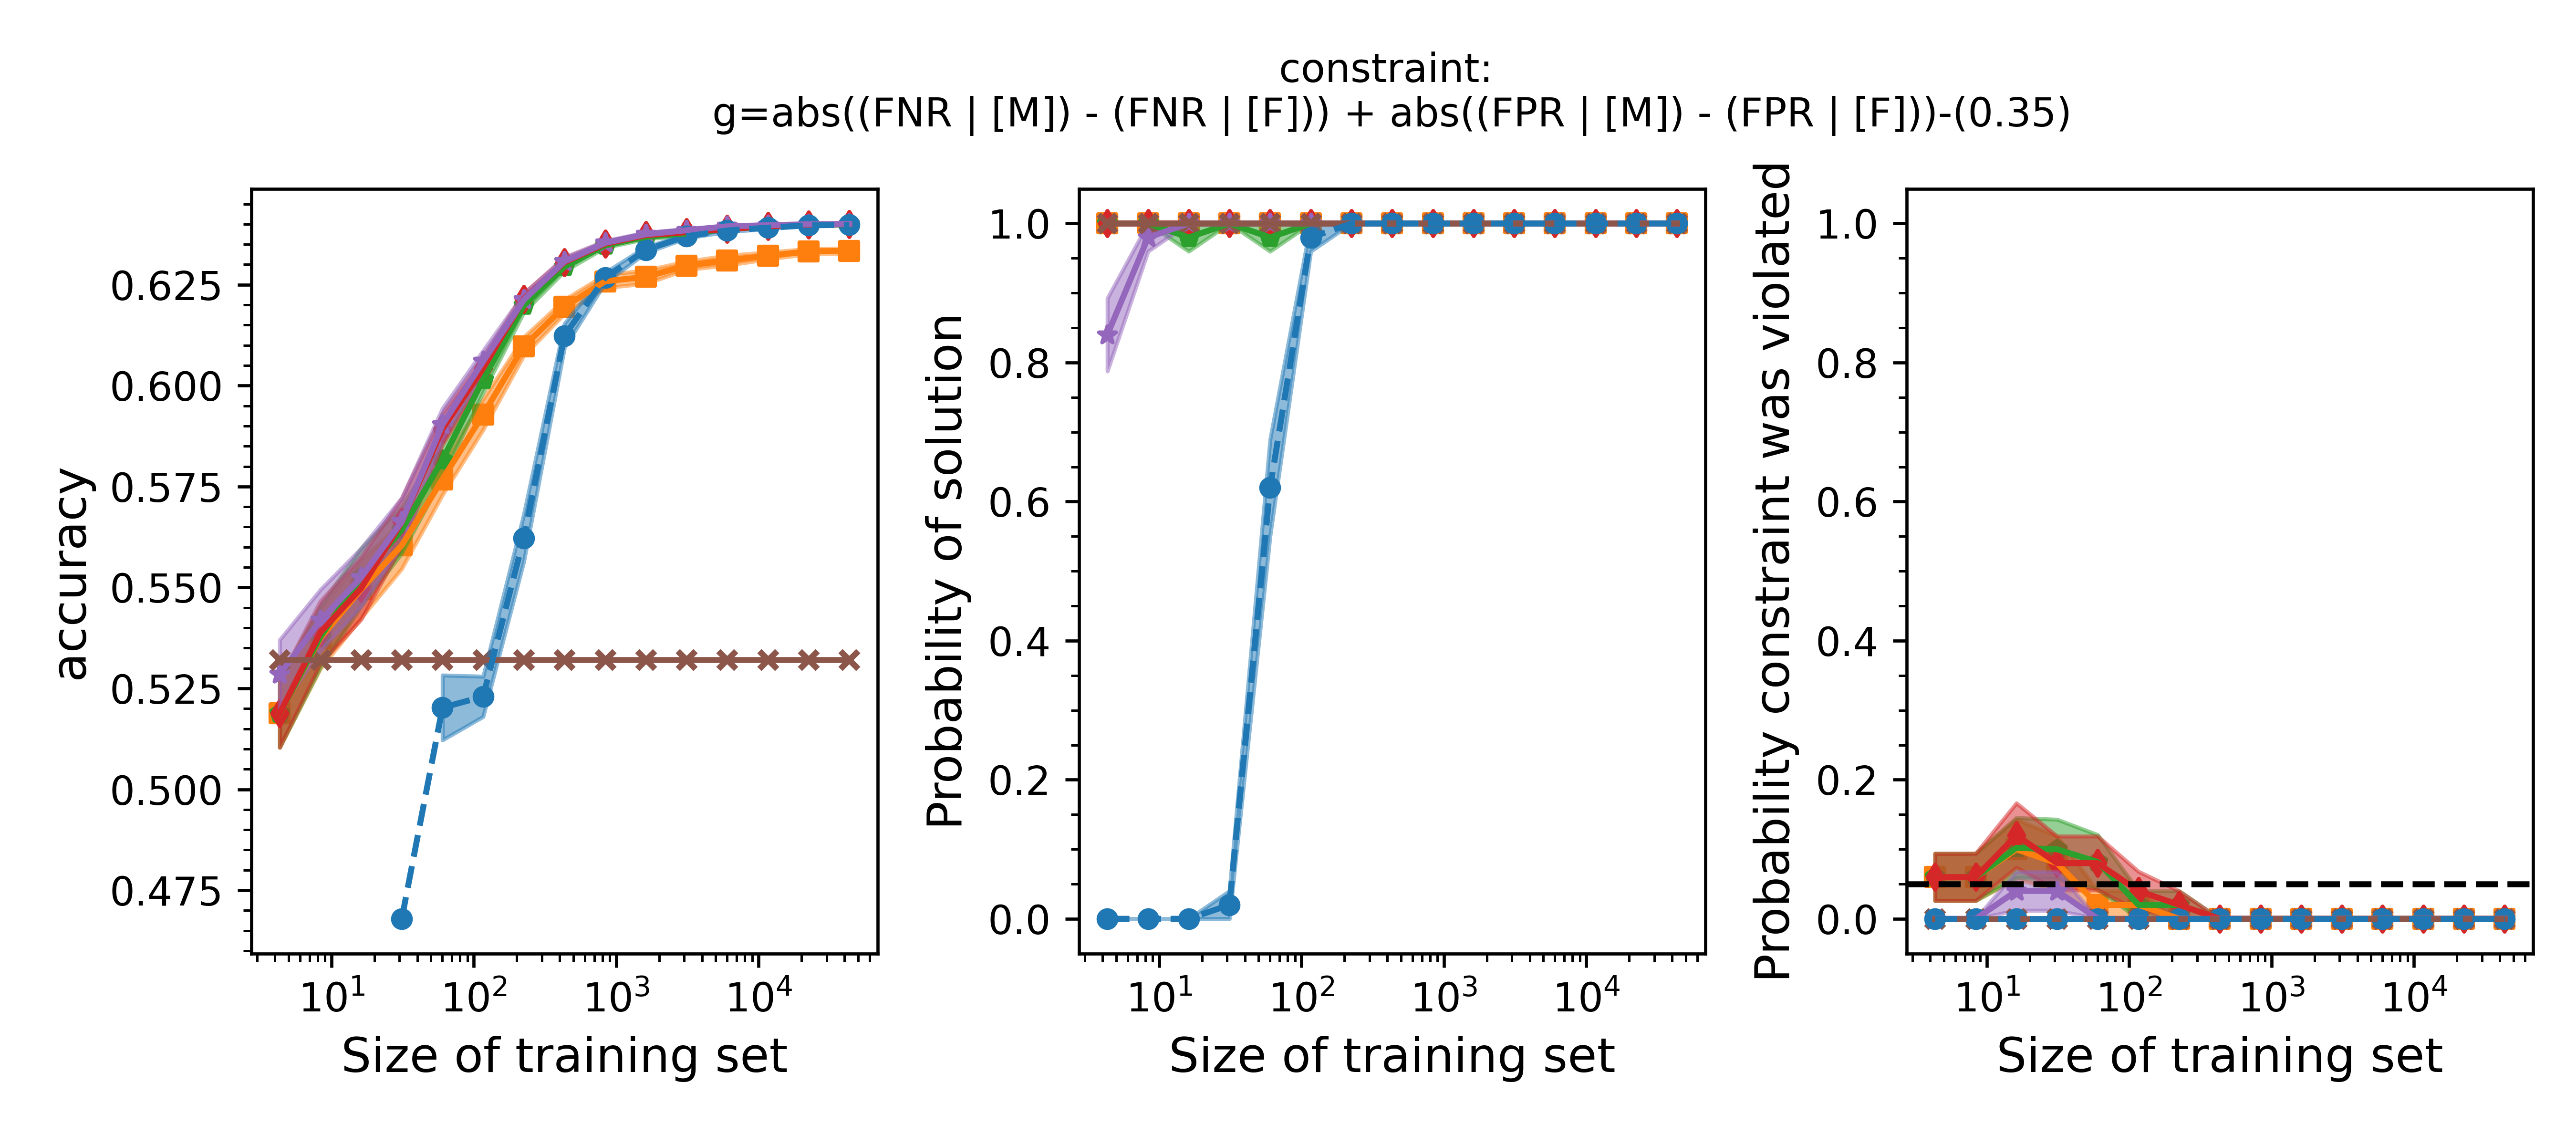 constraint:
g=abs((FNR | [M]) - (FNR | [F])) + abs((FPR | [M]) - (FPR | [F]))-(0.35)
accuracy
0.625
0.600
0.575
0.550
0.525
0.500
0.475
10¹ 10² 10³ 10⁴
Size of training set
Probability of solution
1.0
0.8
0.6
0.4
0.2
0.0
10¹ 10² 10³ 10⁴
Size of training set
Probability constraint was violated
1.0
0.8
0.6
0.4
0.2
0.0
10¹ 10² 10³ 10⁴
Size of training set